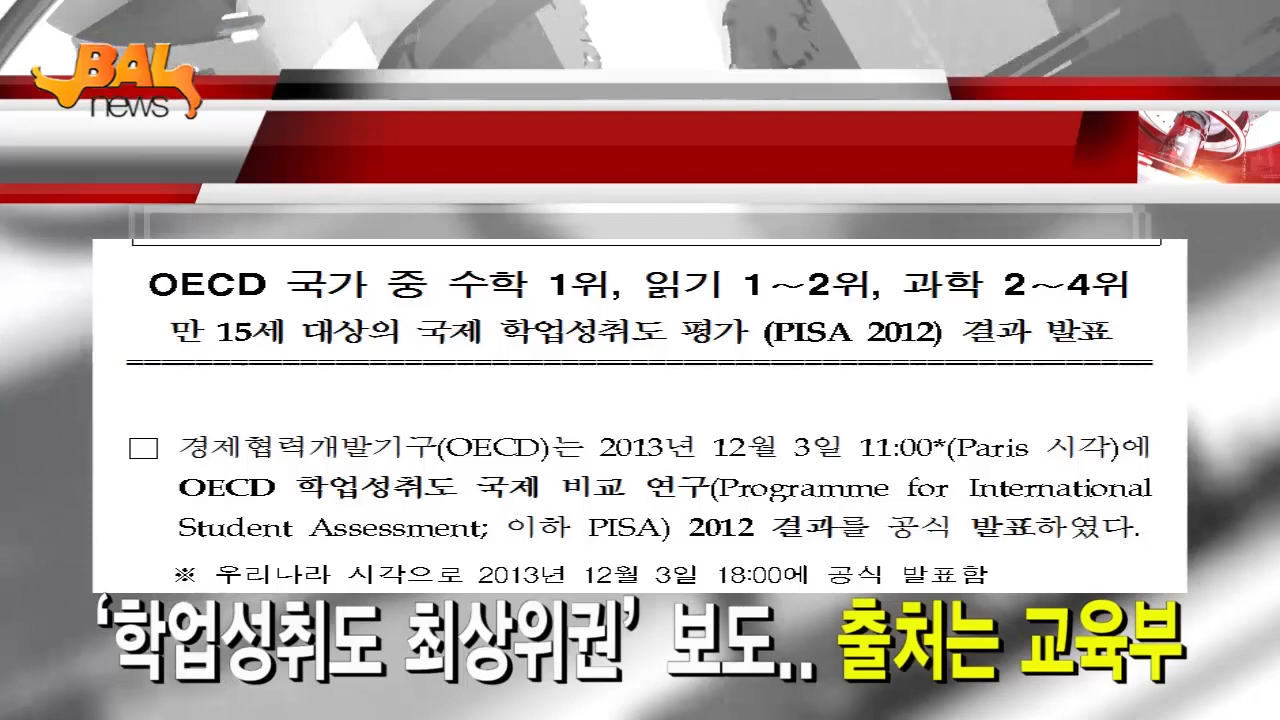 BAL
news
OECD 국가 중 수학 1위, 읽기 1～2위, 과학 2～4위
만 15세 대상의 국제 학업성취도 평가 (PISA 2012) 결과 발표
□ 경제협력개발기구(OECD)는 2013년 12월 3일 11:00*(Paris 시각)에
OECD 학업성취도 국제 비교 연구(Programme for International
Student Assessment; 이하 PISA) 2012 결과를 공식 발표하였다.
※ 우리나라 시각으로 2013년 12월 3일 18:00에 공식 발표함
‘학업성취도 최상위권’ 보도.. 출처는 교육부